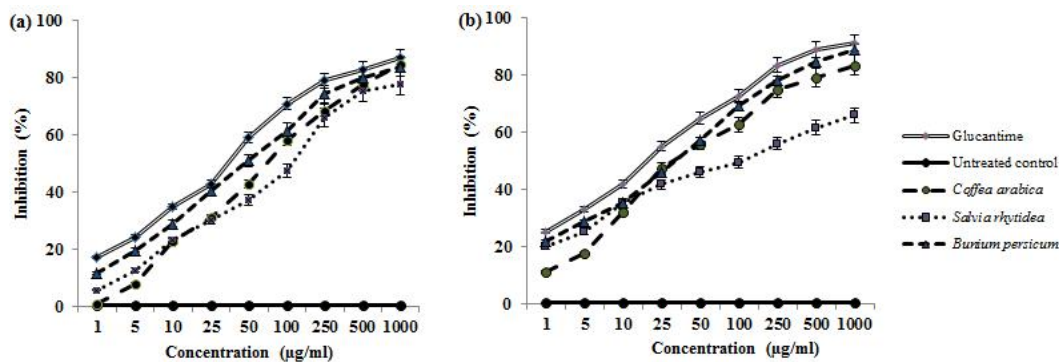 (a)
100
80
60
40
20
0
Inhibition (%)
1 5 10 25 50 100 250 500 1000
Concentration (µg/ml)
(b)
100
80
60
40
20
0
Inhibition (%)
1 5 10 25 50 100 250 500 1000
Concentration (µg/ml)
Glucantime
Untreated control
Coffea arabica
Salvia rhytidea
Bunium persicum